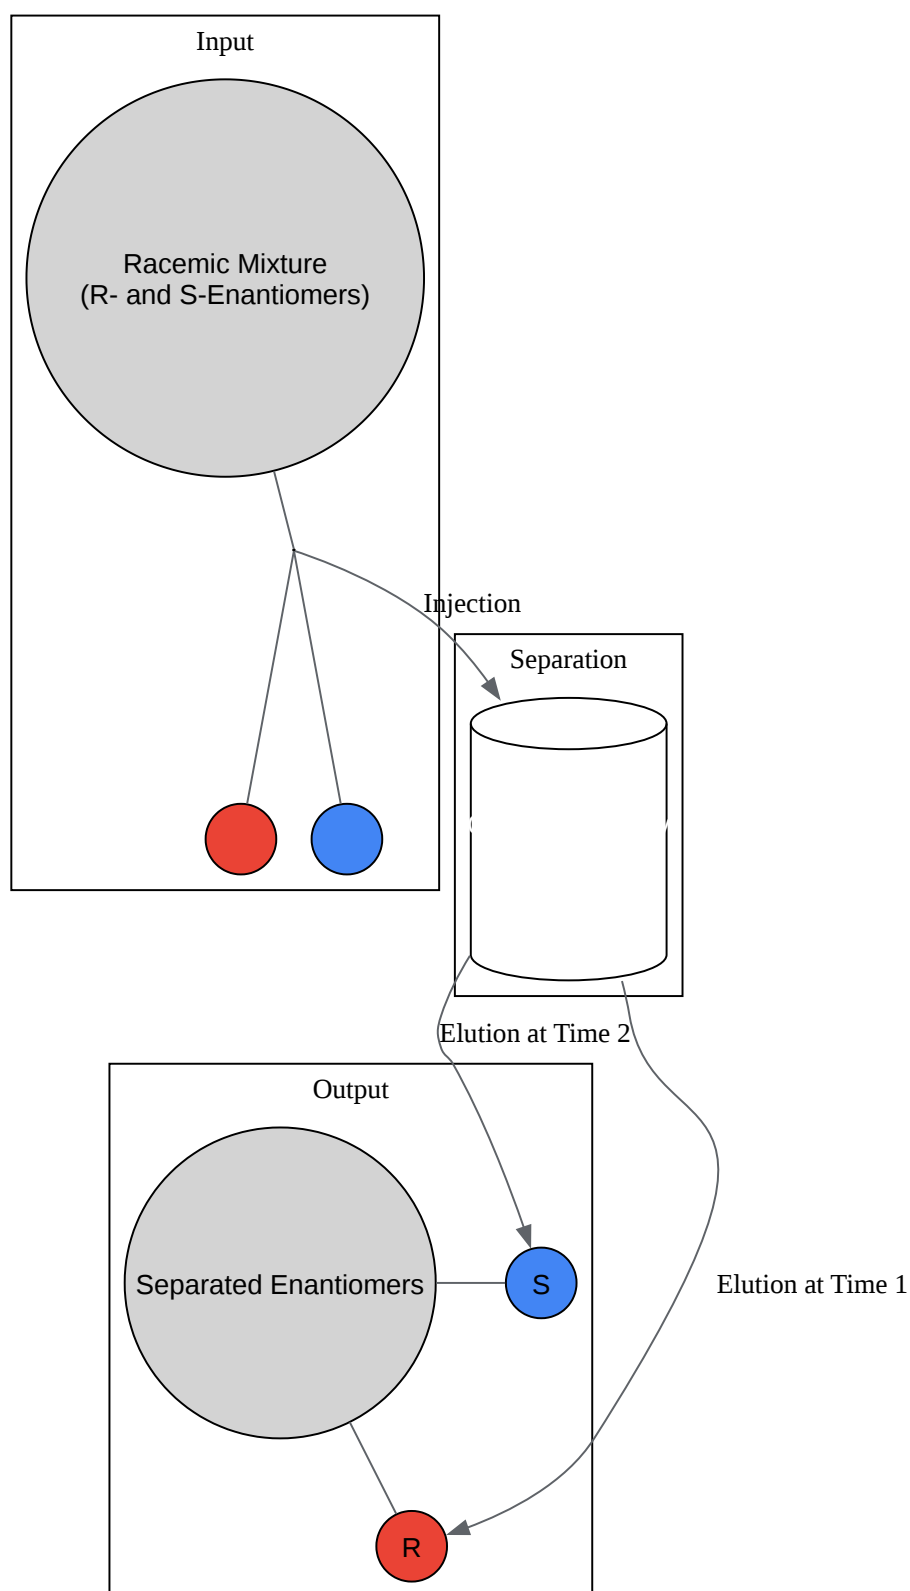 Input
Racemic Mixture
(R- and S-Enantiomers)
Injection
Separation
Elution at Time 2
Output
Separated Enantiomers
S
Elution at Time 1
R